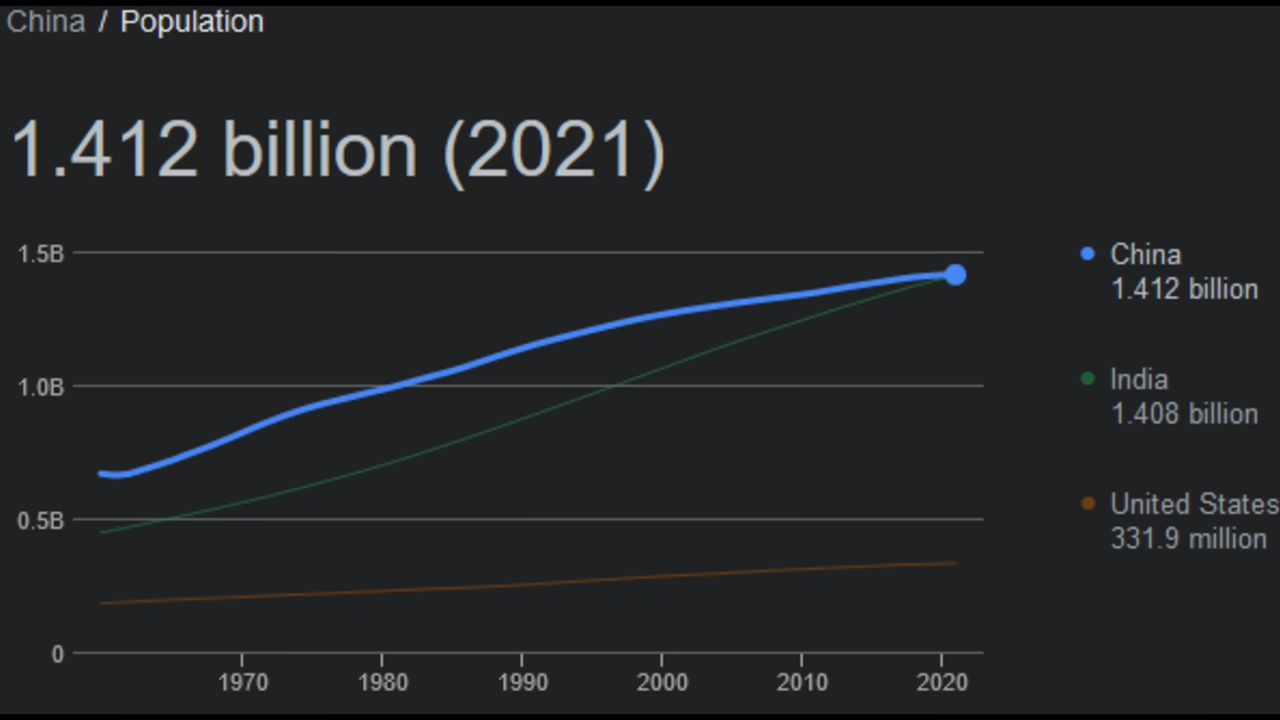 China / Population
1.412 billion (2021)
1.5B
1.0B
0.5B
0
1970 1980 1990 2000 2010 2020
China
1.412 billion
India
1.408 billion
United States
331.9 million